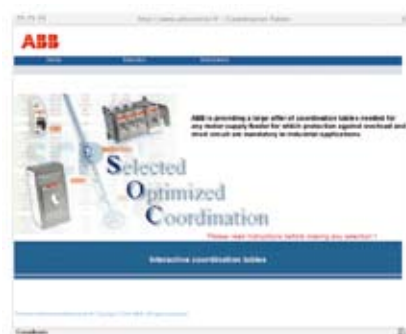 ABB
ABB is providing a large offer of coordination tables needed for
any motor supply feeder for which protection against overload and
short circuit are mandatory in industrial applications.
Selected
Optimized
Coordination
Please read instructions before making any selection !
Interactive coordination tables